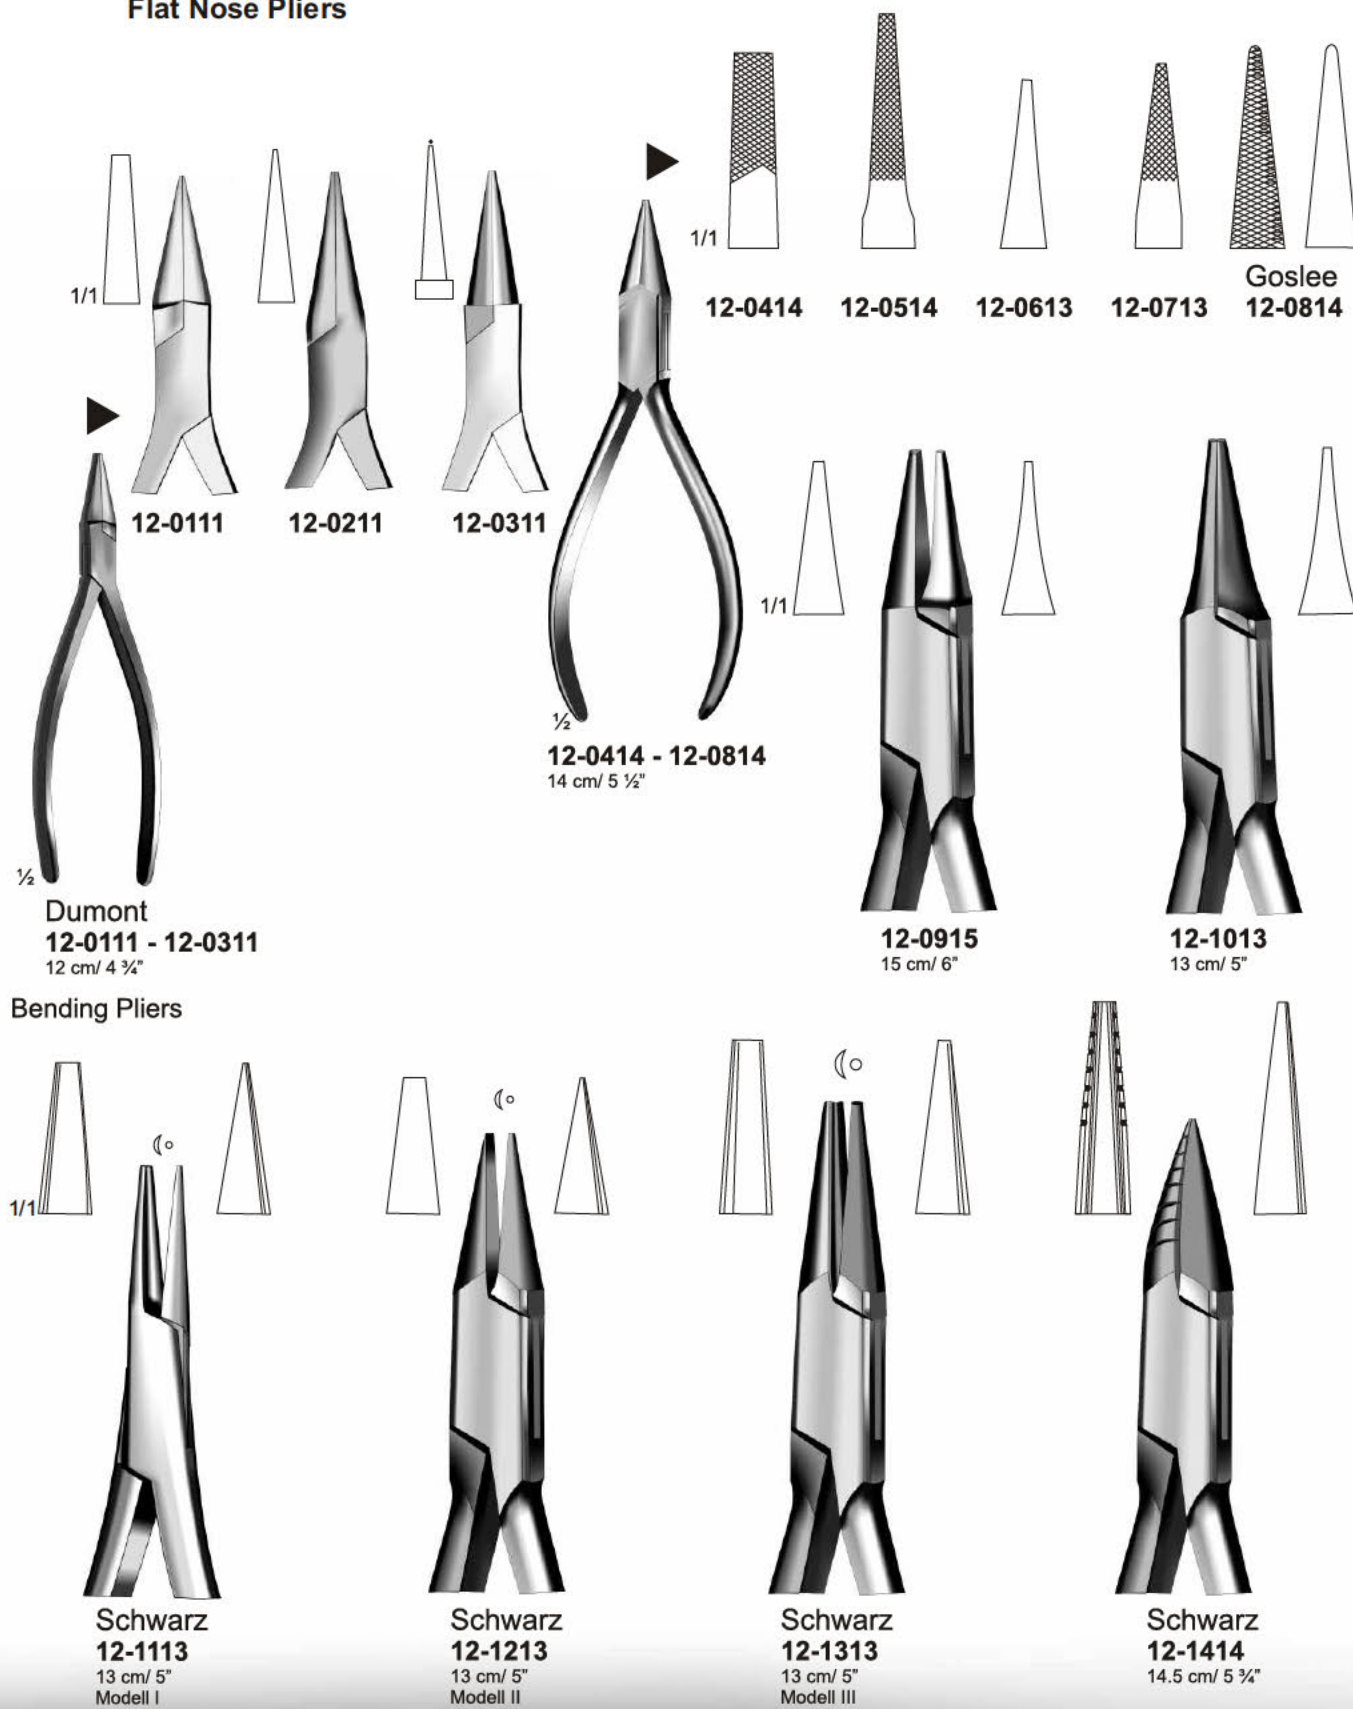 Flat Nose Pliers
1/1
12-0111
12-0211
12-0311
½
Dumont
12-0111 - 12-0311
12 cm/ 4 ¾”
1/1
12-0414
12-0514
12-0613
12-0713
Goslee
12-0814
½
12-0414 - 12-0814
14 cm/ 5 ½”
1/1
12-0915
15 cm/ 6”
12-1013
13 cm/ 5”
Bending Pliers
1/1
Schwarz
12-1113
13 cm/ 5”
Modell I
Schwarz
12-1213
13 cm/ 5”
Modell II
Schwarz
12-1313
13 cm/ 5”
Modell III
Schwarz
12-1414
14.5 cm/ 5 ¾”